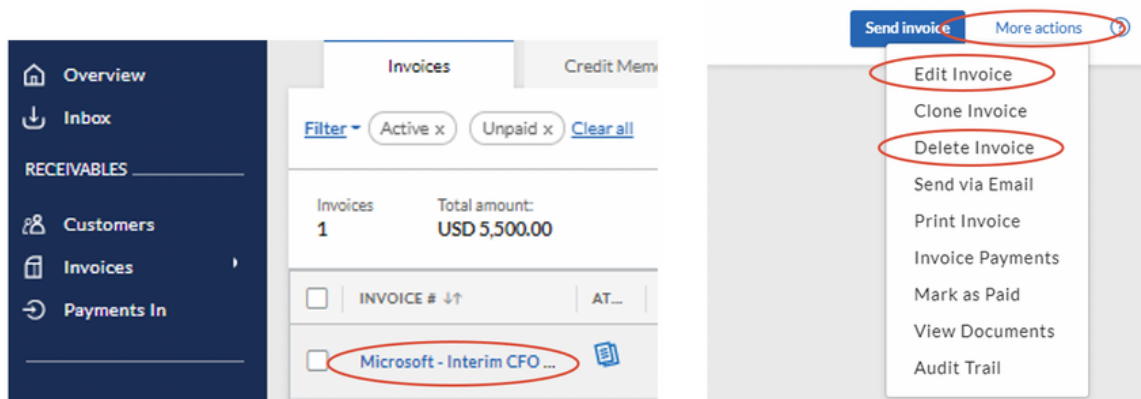 Overview
Inbox
RECEIVABLES
Customers
Invoices
Payments In
Invoices
Credit Memo
Filter Active x Unpaid x Clear all
Invoices Total amount:
1 USD 5,500.00
INVOICE # ↓↑ AT...
Microsoft - Interim CFO ...
Send invoice More actions ?
Edit Invoice
Clone Invoice
Delete Invoice
Send via Email
Print Invoice
Invoice Payments
Mark as Paid
View Documents
Audit Trail